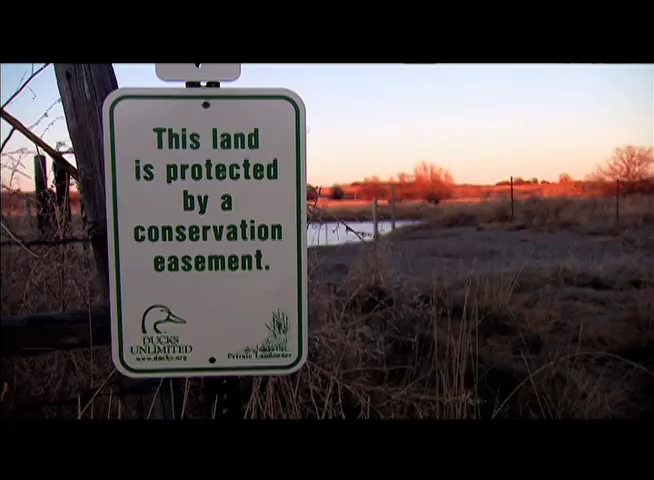 This land
is protected
by a
conservation
easement.
DUCKS
UNLIMITED
www.ducks.org
Private Landowner